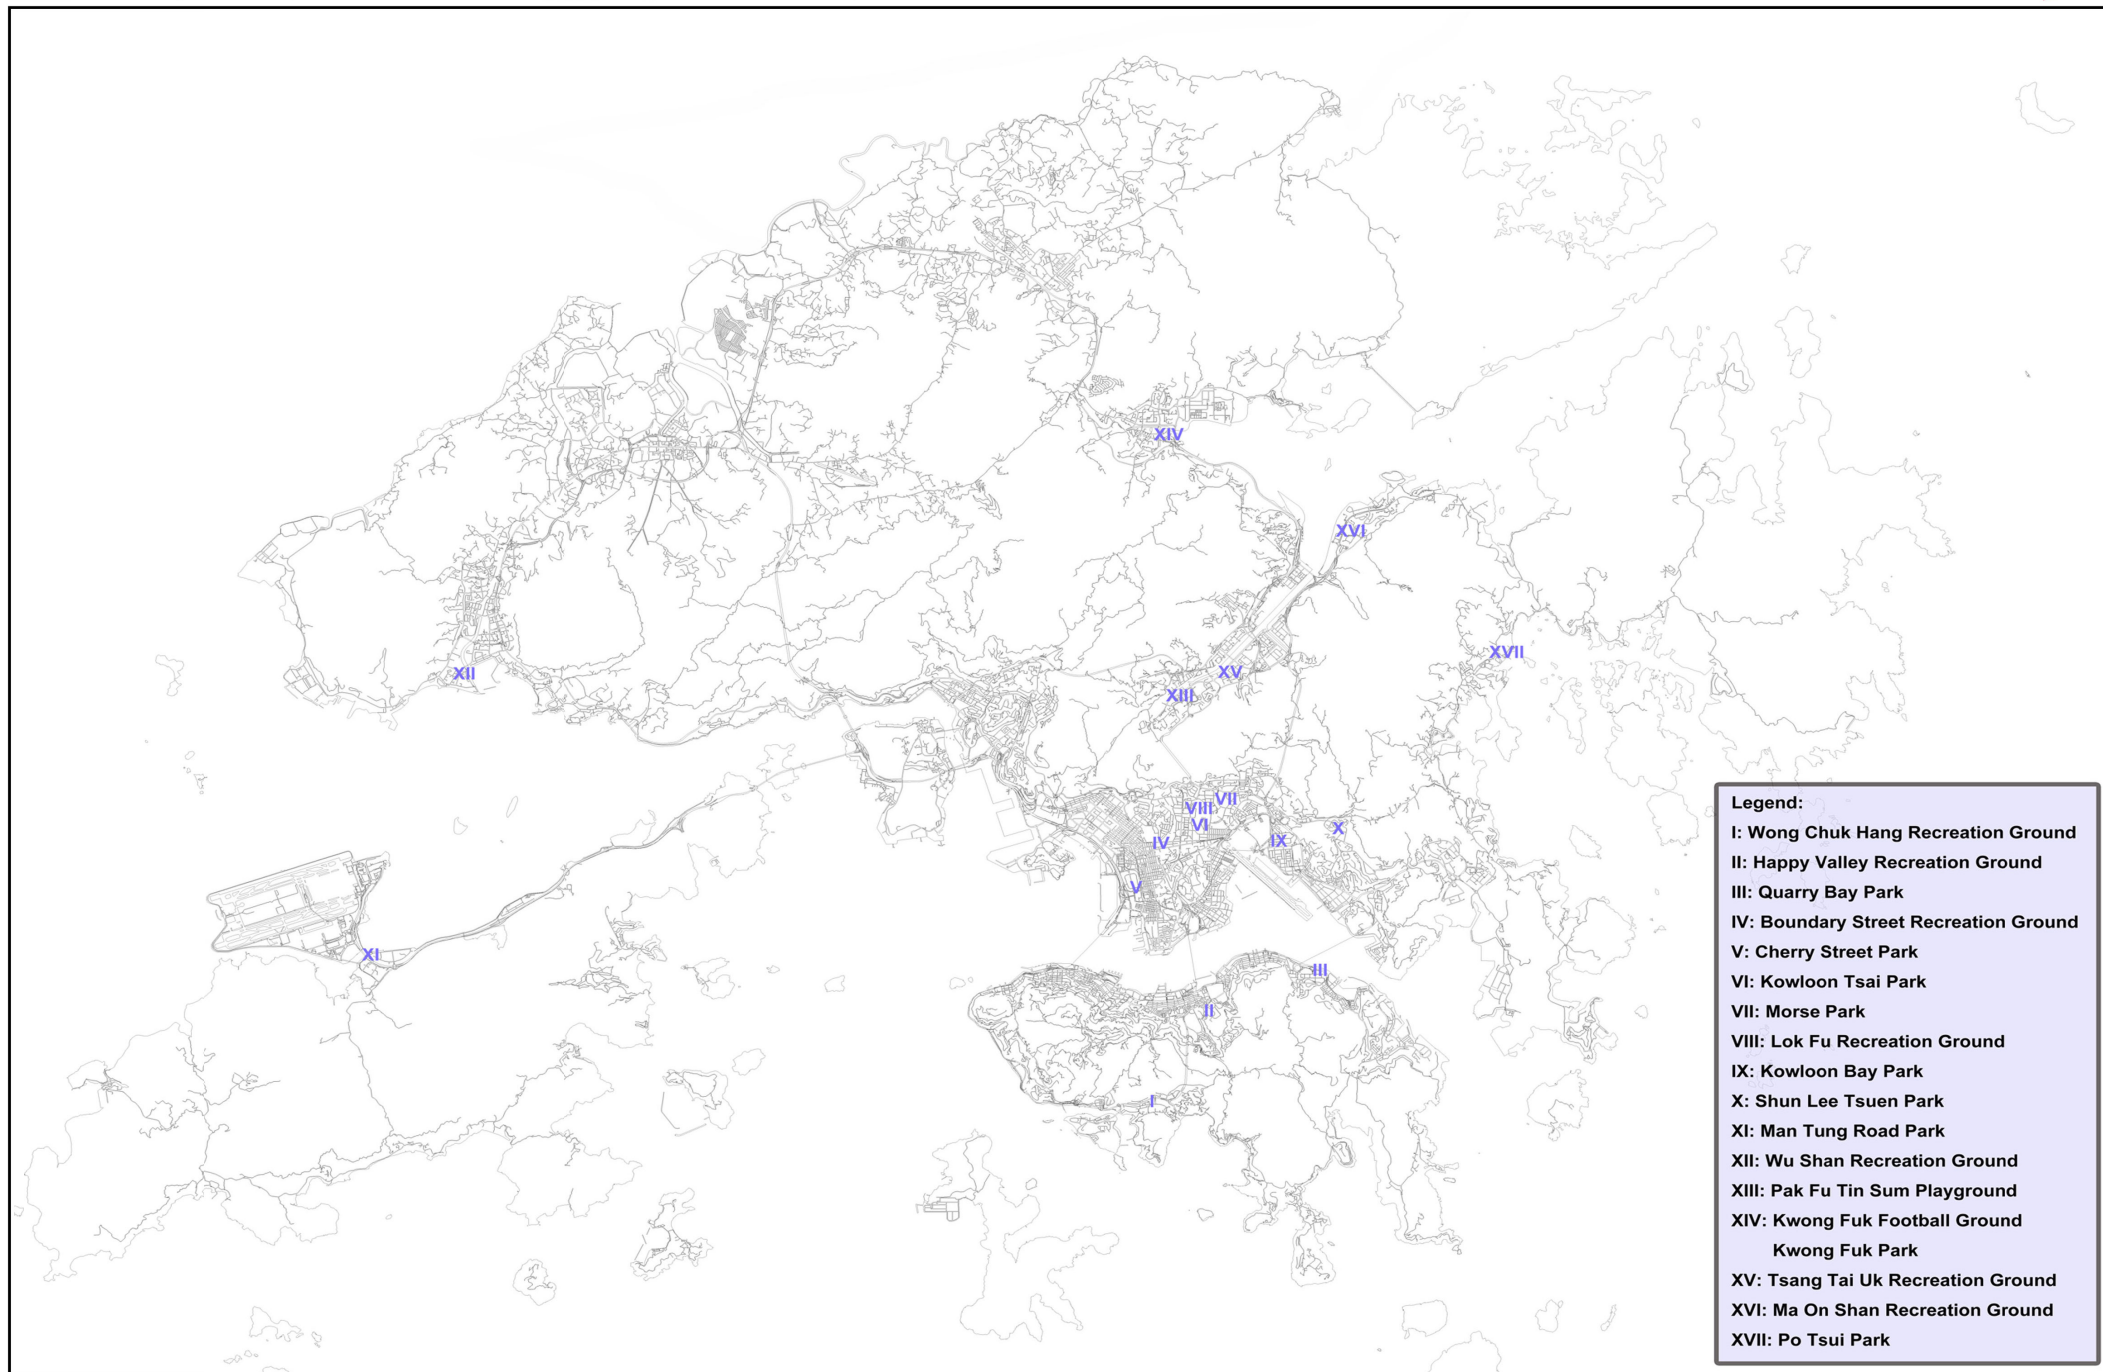 XIV
XVI
XVII
XII
XV
XIII
VII
VIII
VI
X
IX
IV
V
XI
III
II
I
Legend:
I: Wong Chuk Hang Recreation Ground
II: Happy Valley Recreation Ground
III: Quarry Bay Park
IV: Boundary Street Recreation Ground
V: Cherry Street Park
VI: Kowloon Tsai Park
VII: Morse Park
VIII: Lok Fu Recreation Ground
IX: Kowloon Bay Park
X: Shun Lee Tsuen Park
XI: Man Tung Road Park
XII: Wu Shan Recreation Ground
XIII: Pak Fu Tin Sum Playground
XIV: Kwong Fuk Football Ground
Kwong Fuk Park
XV: Tsang Tai Uk Recreation Ground
XVI: Ma On Shan Recreation Ground
XVII: Po Tsui Park